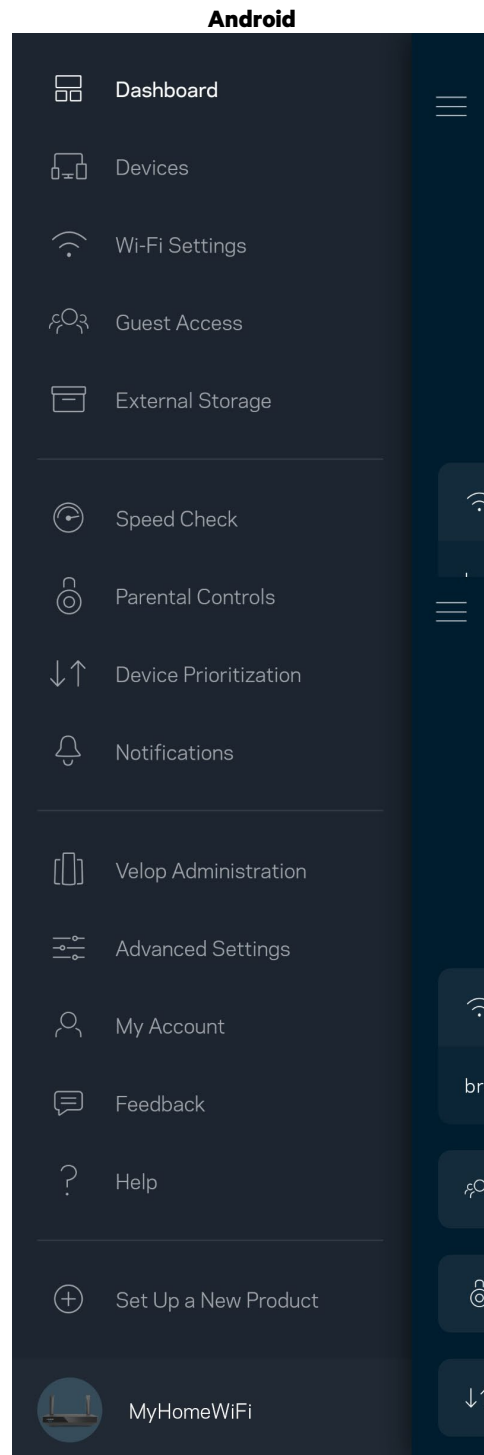 Android
Dashboard
Devices
Wi-Fi Settings
Guest Access
External Storage
Speed Check
Parental Controls
Device Prioritization
Notifications
Velop Administration
Advanced Settings
My Account
br
Feedback
Help
Set Up a New Product
MyHomeWiFi